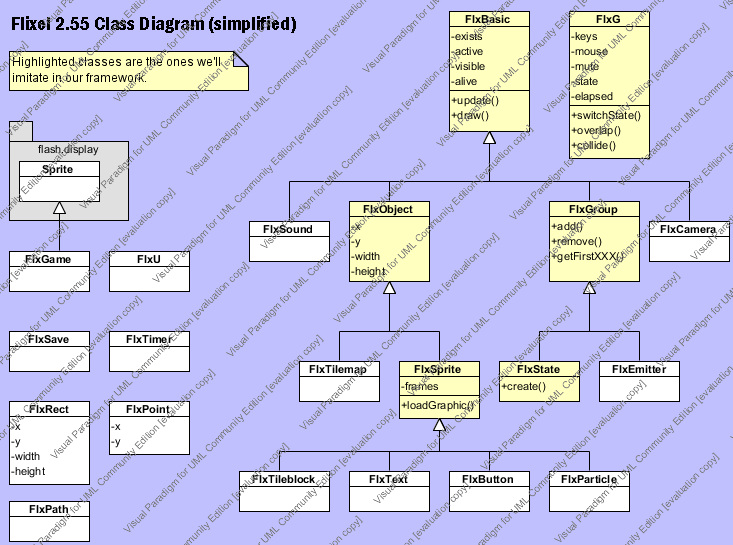 Flixel 2.55 Class Diagram (simplified)
Highlighted classes are the ones we'll
imitate in our framework.
flash.display
Sprite
FlxGame
FlxU
FlxSave
FlxTimer
FlxRect
-x
-y
-width
-height
FlxPoint
-x
-y
FlxPath
FlxBasic
-exists
-active
-visible
-alive
+update()
+draw()
FlxG
-keys
-mouse
-mute
-state
-elapsed
+switchState()
+overlap()
+collide()
FlxSound
FlxObject
-x
-y
-width
-height
FlxGroup
+add()
+remove()
+getFirstXXX()
FlxCamera
FlxTilemap
FlxSprite
-frames
+loadGraphic()
FlxState
+create()
FlxEmitter
FlxTileblock
FlxText
FlxButton
FlxParticle
Visual Paradigm for UML Community Edition [evaluation copy]